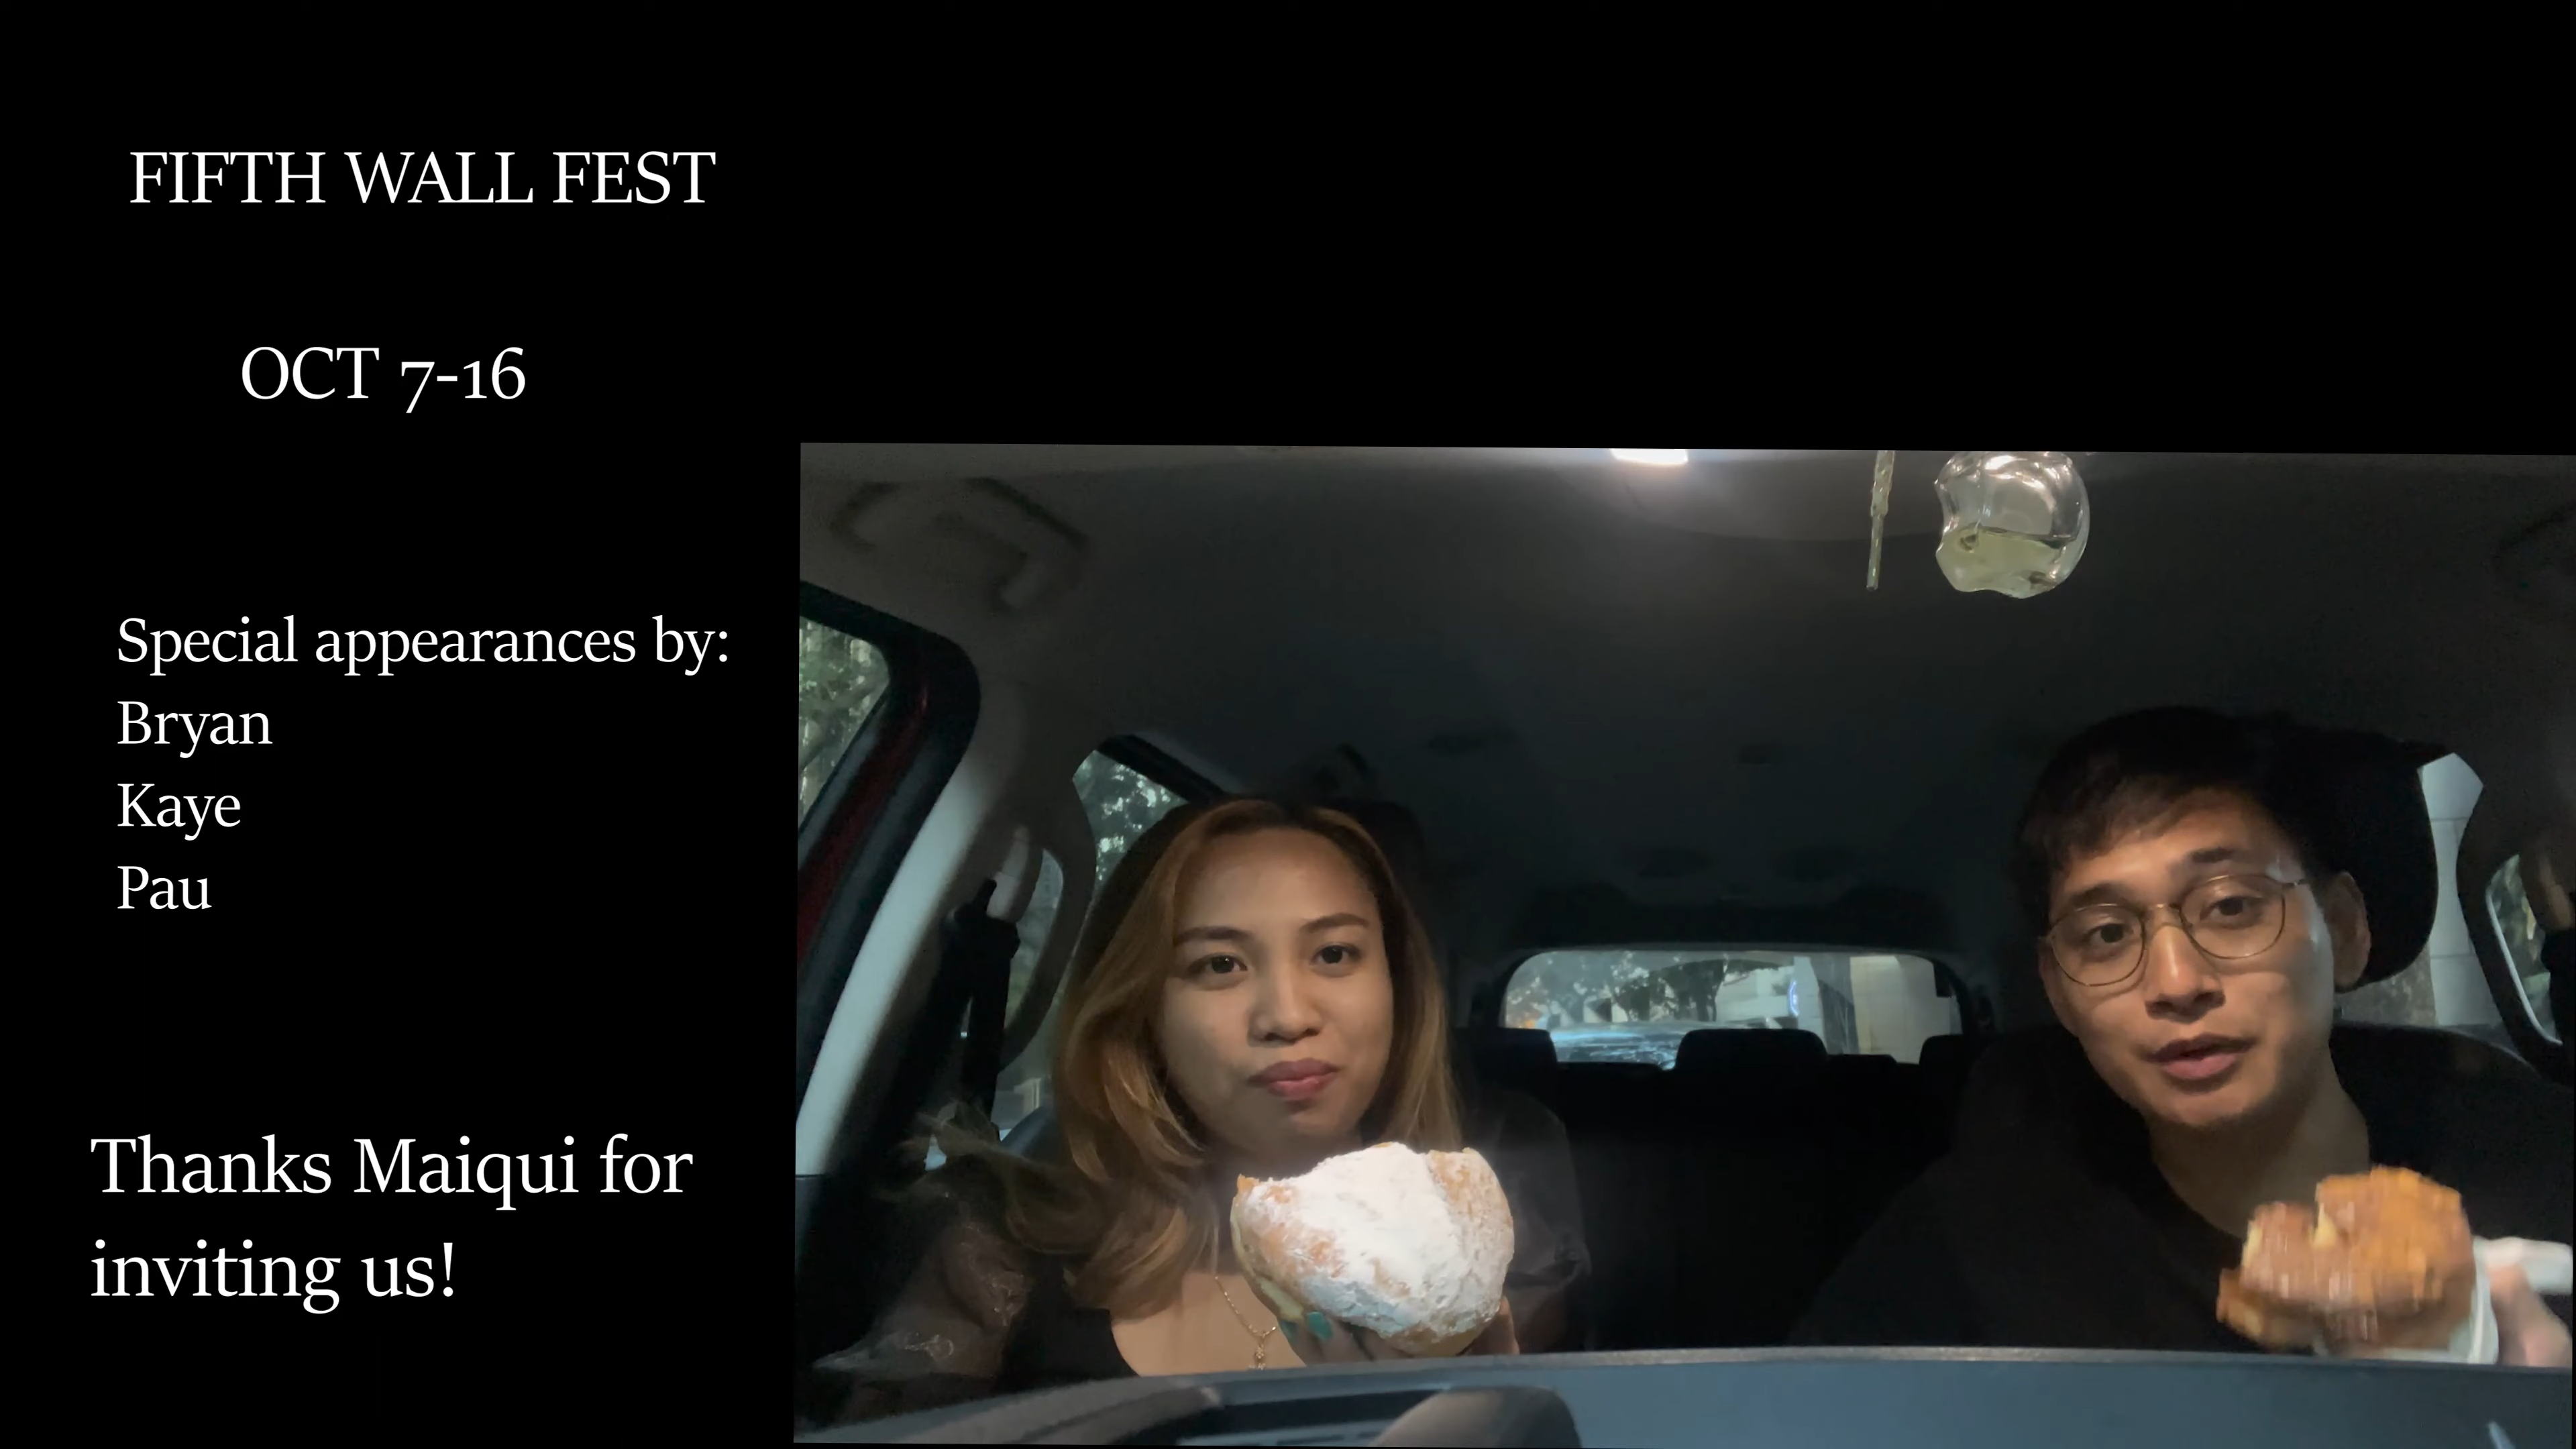 FIFTH WALL FEST
OCT 7-16
Special appearances by:
Bryan
Kaye
Pau
Thanks Maiqui for
inviting us!